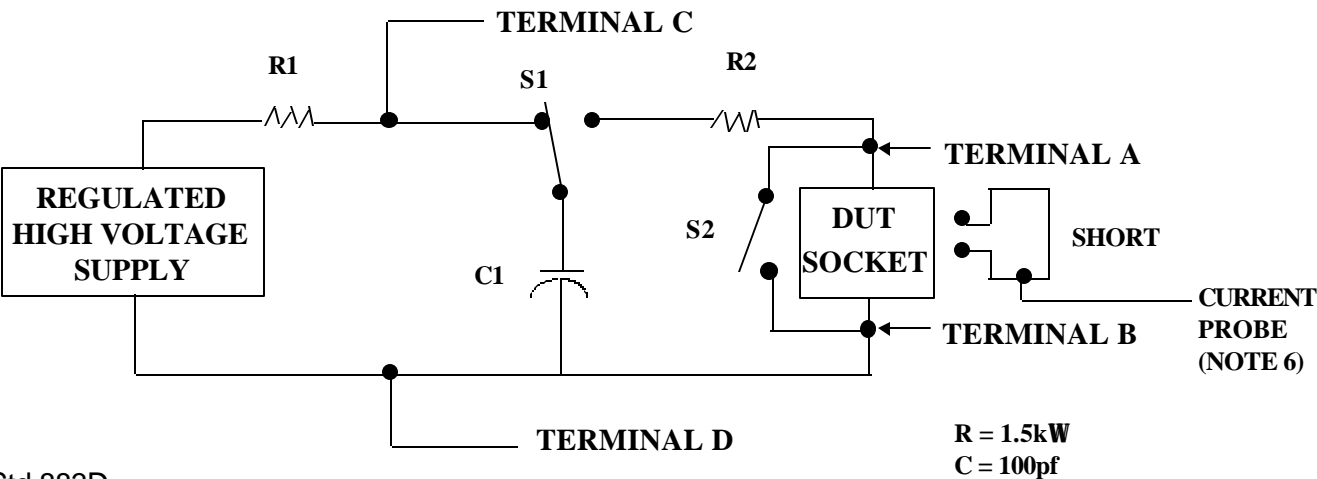 TERMINAL C
R1
S1
R2
TERMINAL A
REGULATED
HIGH VOLTAGE
SUPPLY
S2
DUT
SOCKET
SHORT
C1
CURRENT
PROBE
(NOTE 6)
TERMINAL B
TERMINAL D
R = 1.5kW
C = 100pf